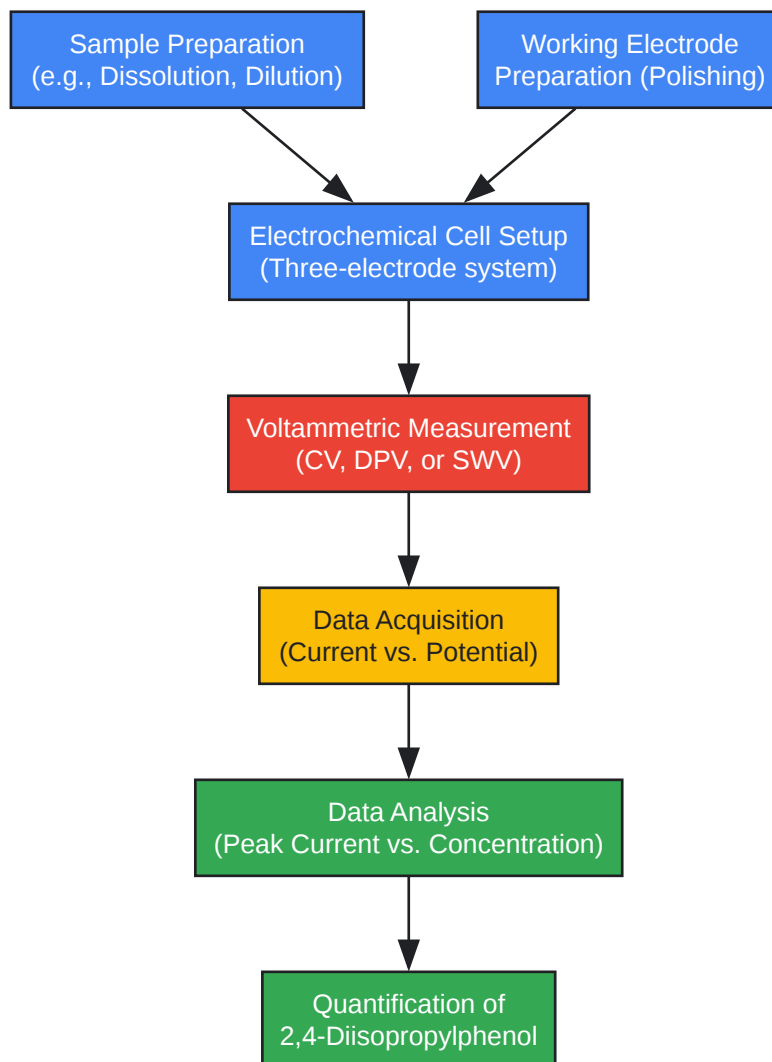 Sample Preparation
(e.g., Dissolution, Dilution)
Working Electrode
Preparation (Polishing)
Electrochemical Cell Setup
(Three-electrode system)
Voltammetric Measurement
(CV, DPV, or SWV)
Data Acquisition
(Current vs. Potential)
Data Analysis
(Peak Current vs. Concentration)
Quantification of
2,4-Diisopropylphenol